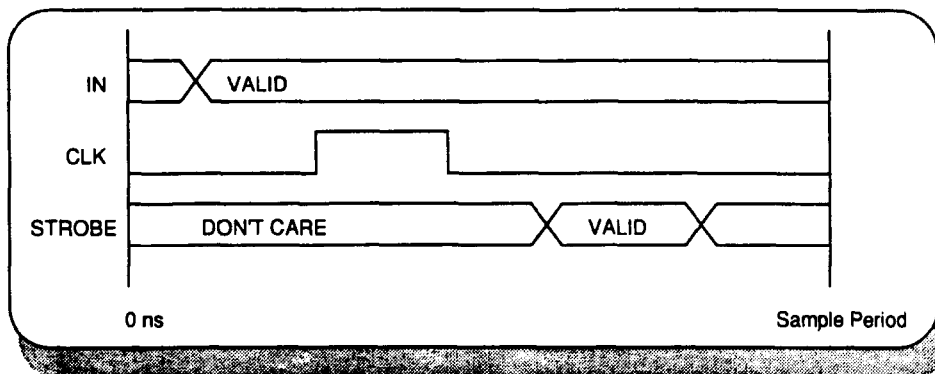 IN VALID
CLK
STROBE DON'T CARE VALID
0 ns Sample Period